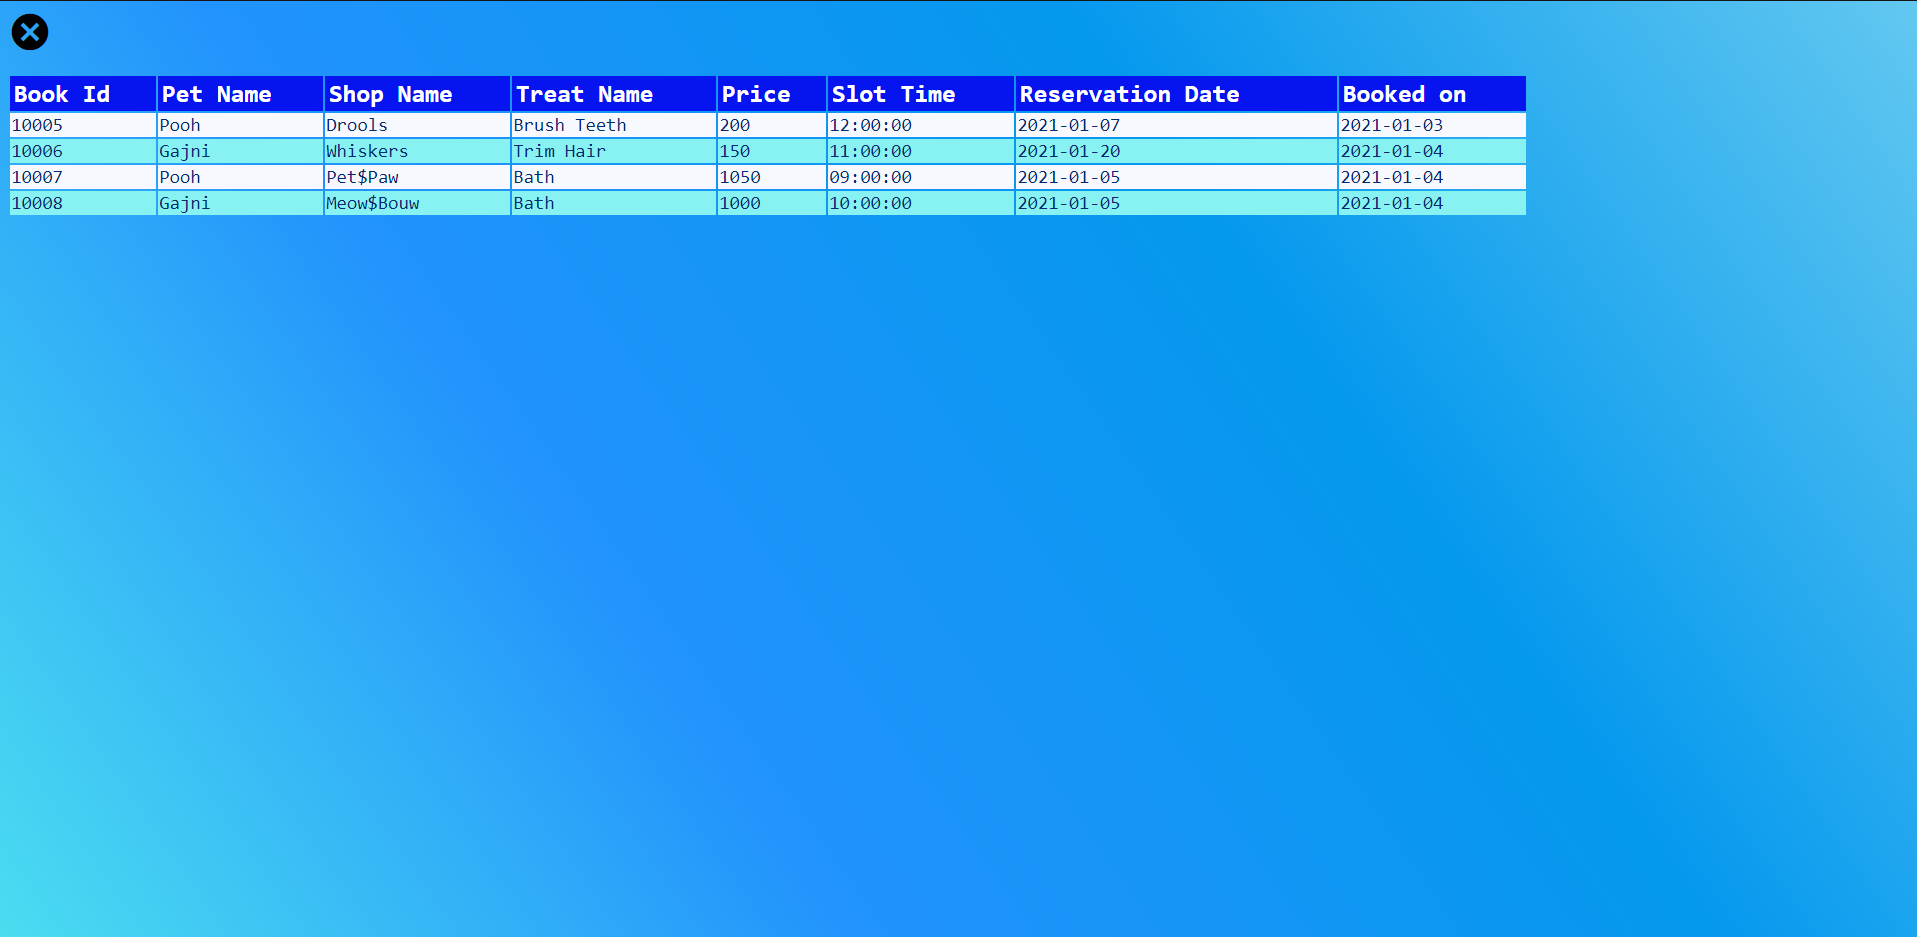 Book Id Pet Name Shop Name Treat Name Price Slot Time Reservation Date Booked on
10005 Pooh Drools Brush Teeth 200 12:00:00 2021-01-07 2021-01-03
10006 Gajni Whiskers Trim Hair 150 11:00:00 2021-01-20 2021-01-04
10007 Pooh Pet$Paw Bath 1050 09:00:00 2021-01-05 2021-01-04
10008 Gajni Meow$Bouw Bath 1000 10:00:00 2021-01-05 2021-01-04